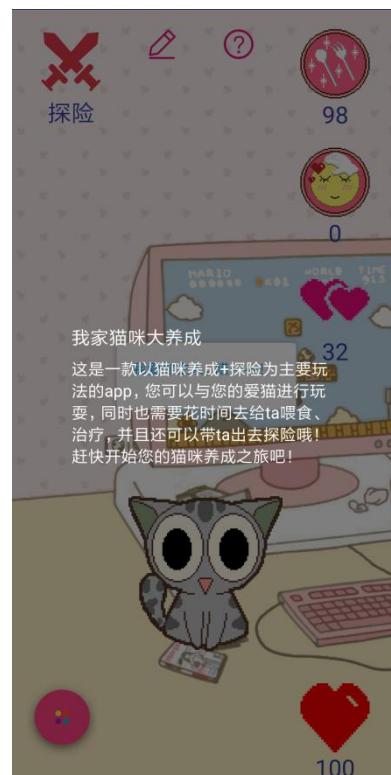 探险
98
0
MARIO
WORLD
TIME
32
我家猫咪大养成
这是一款以猫咪养成+探险为主要玩
法的app，您可以与您的爱猫进行玩
耍，同时也需要花时间去给ta喂食、
治疗，并且还可以带ta出去探险哦！
赶快开始您的猫咪养成之旅吧！
100